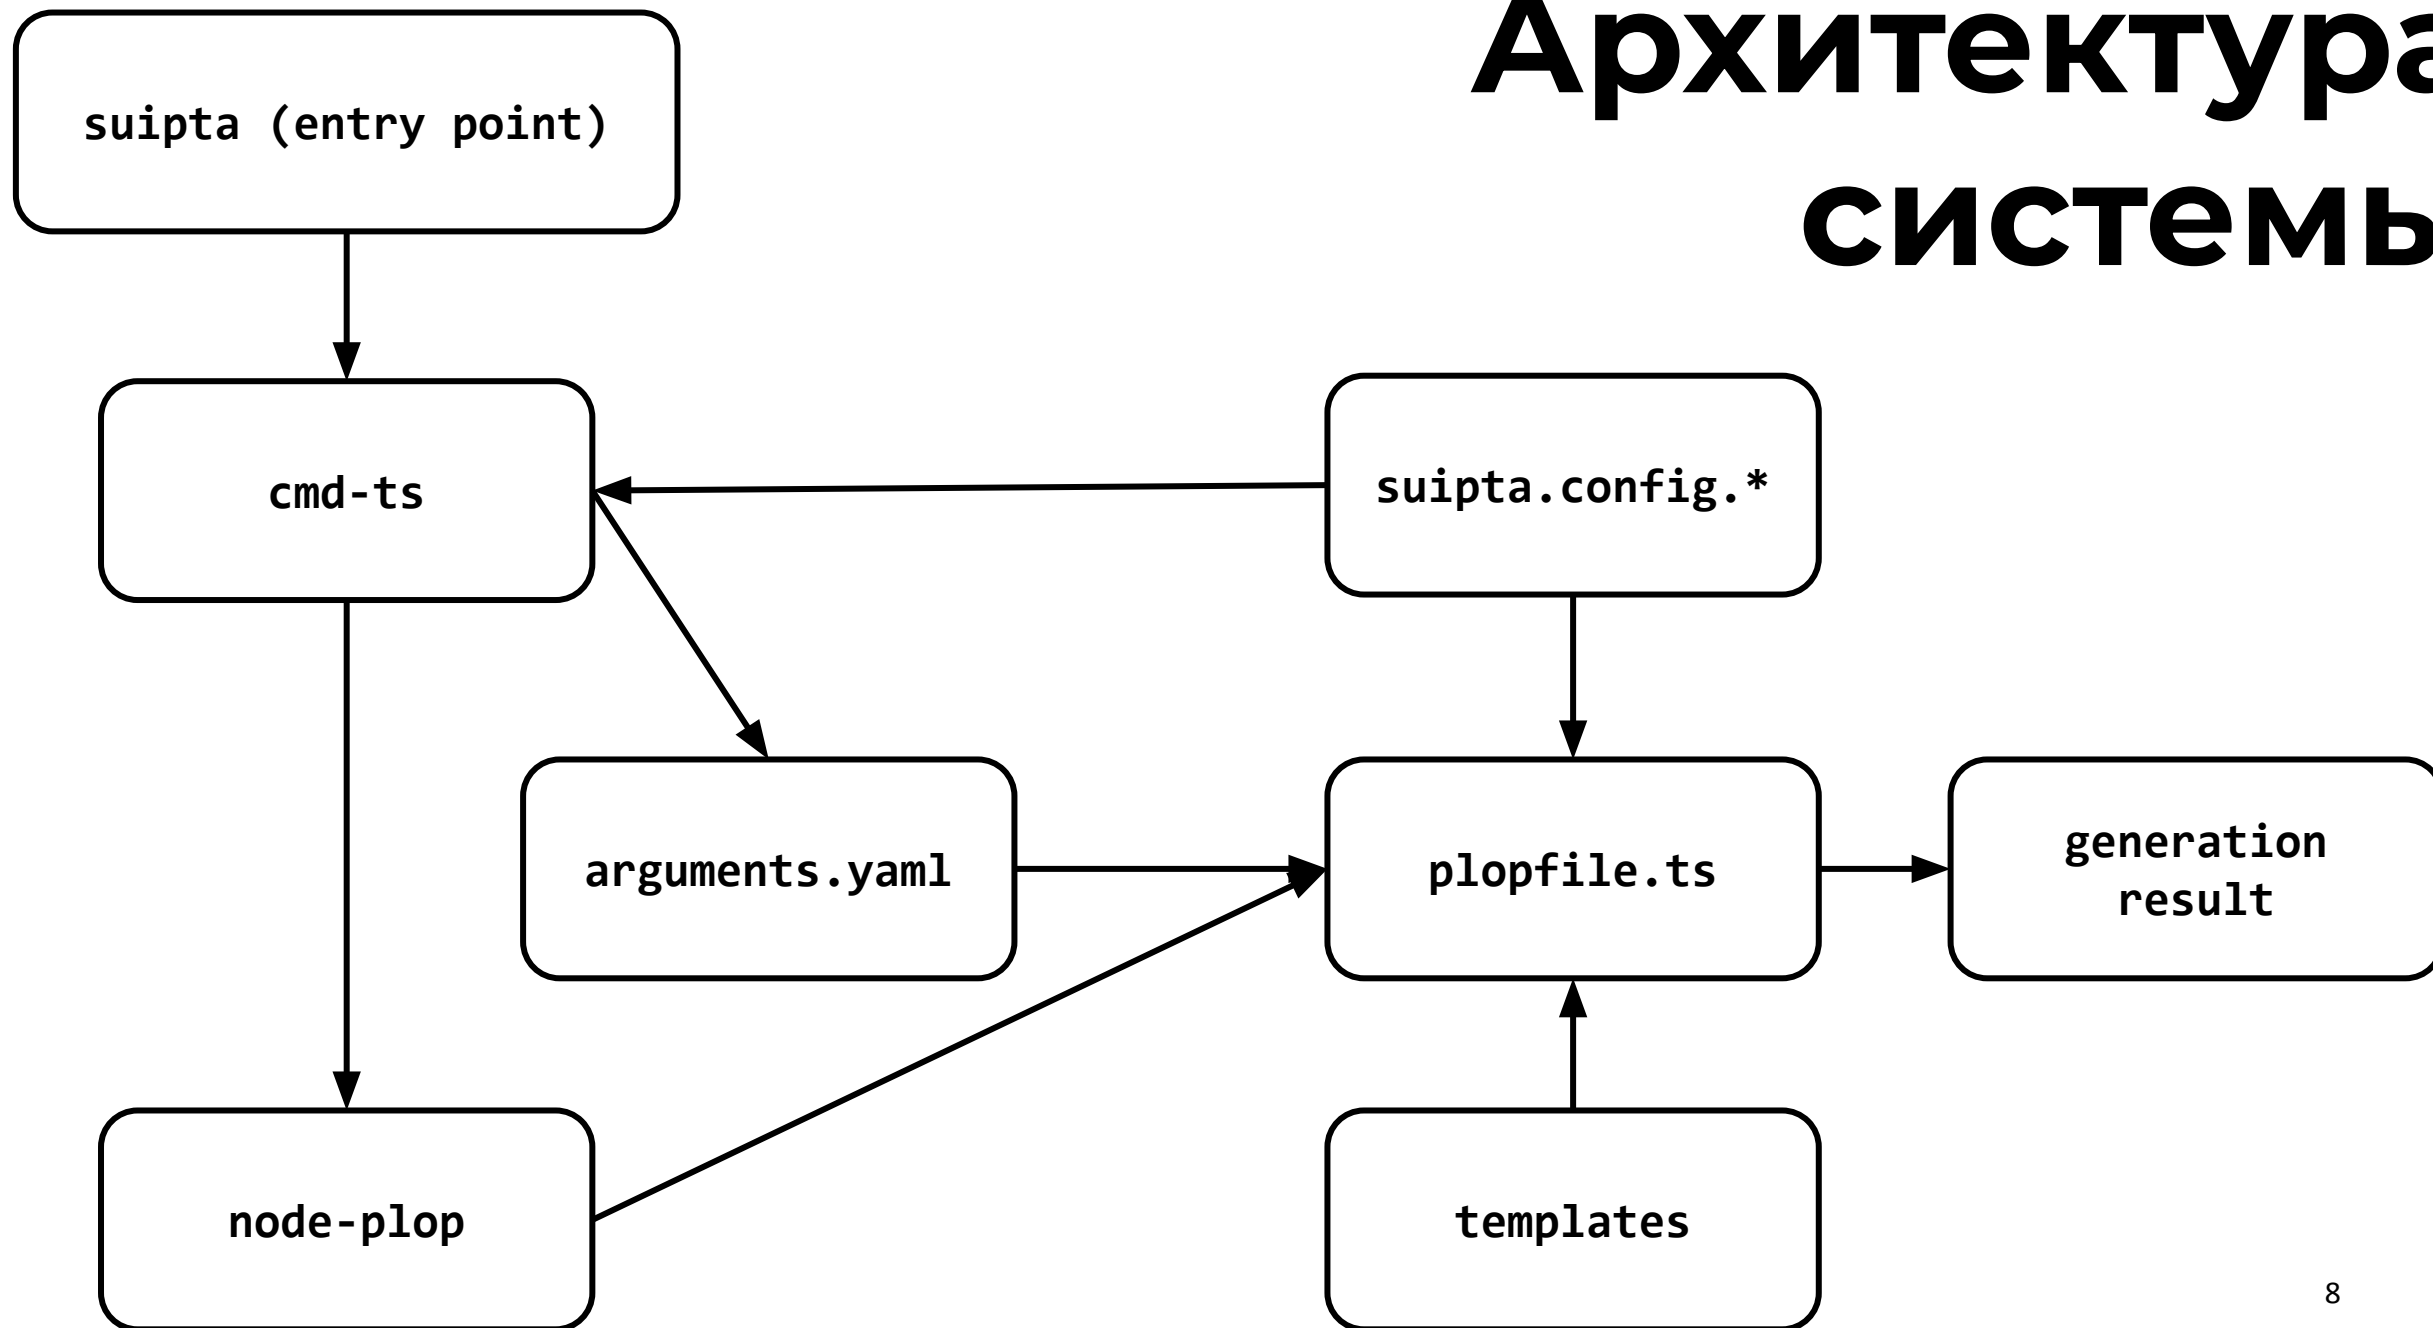 Архитектура
системы
suipta (entry point)
cmd-ts
suipta.config.*
arguments.yaml
plopfile.ts
generation
result
node-plop
templates
8